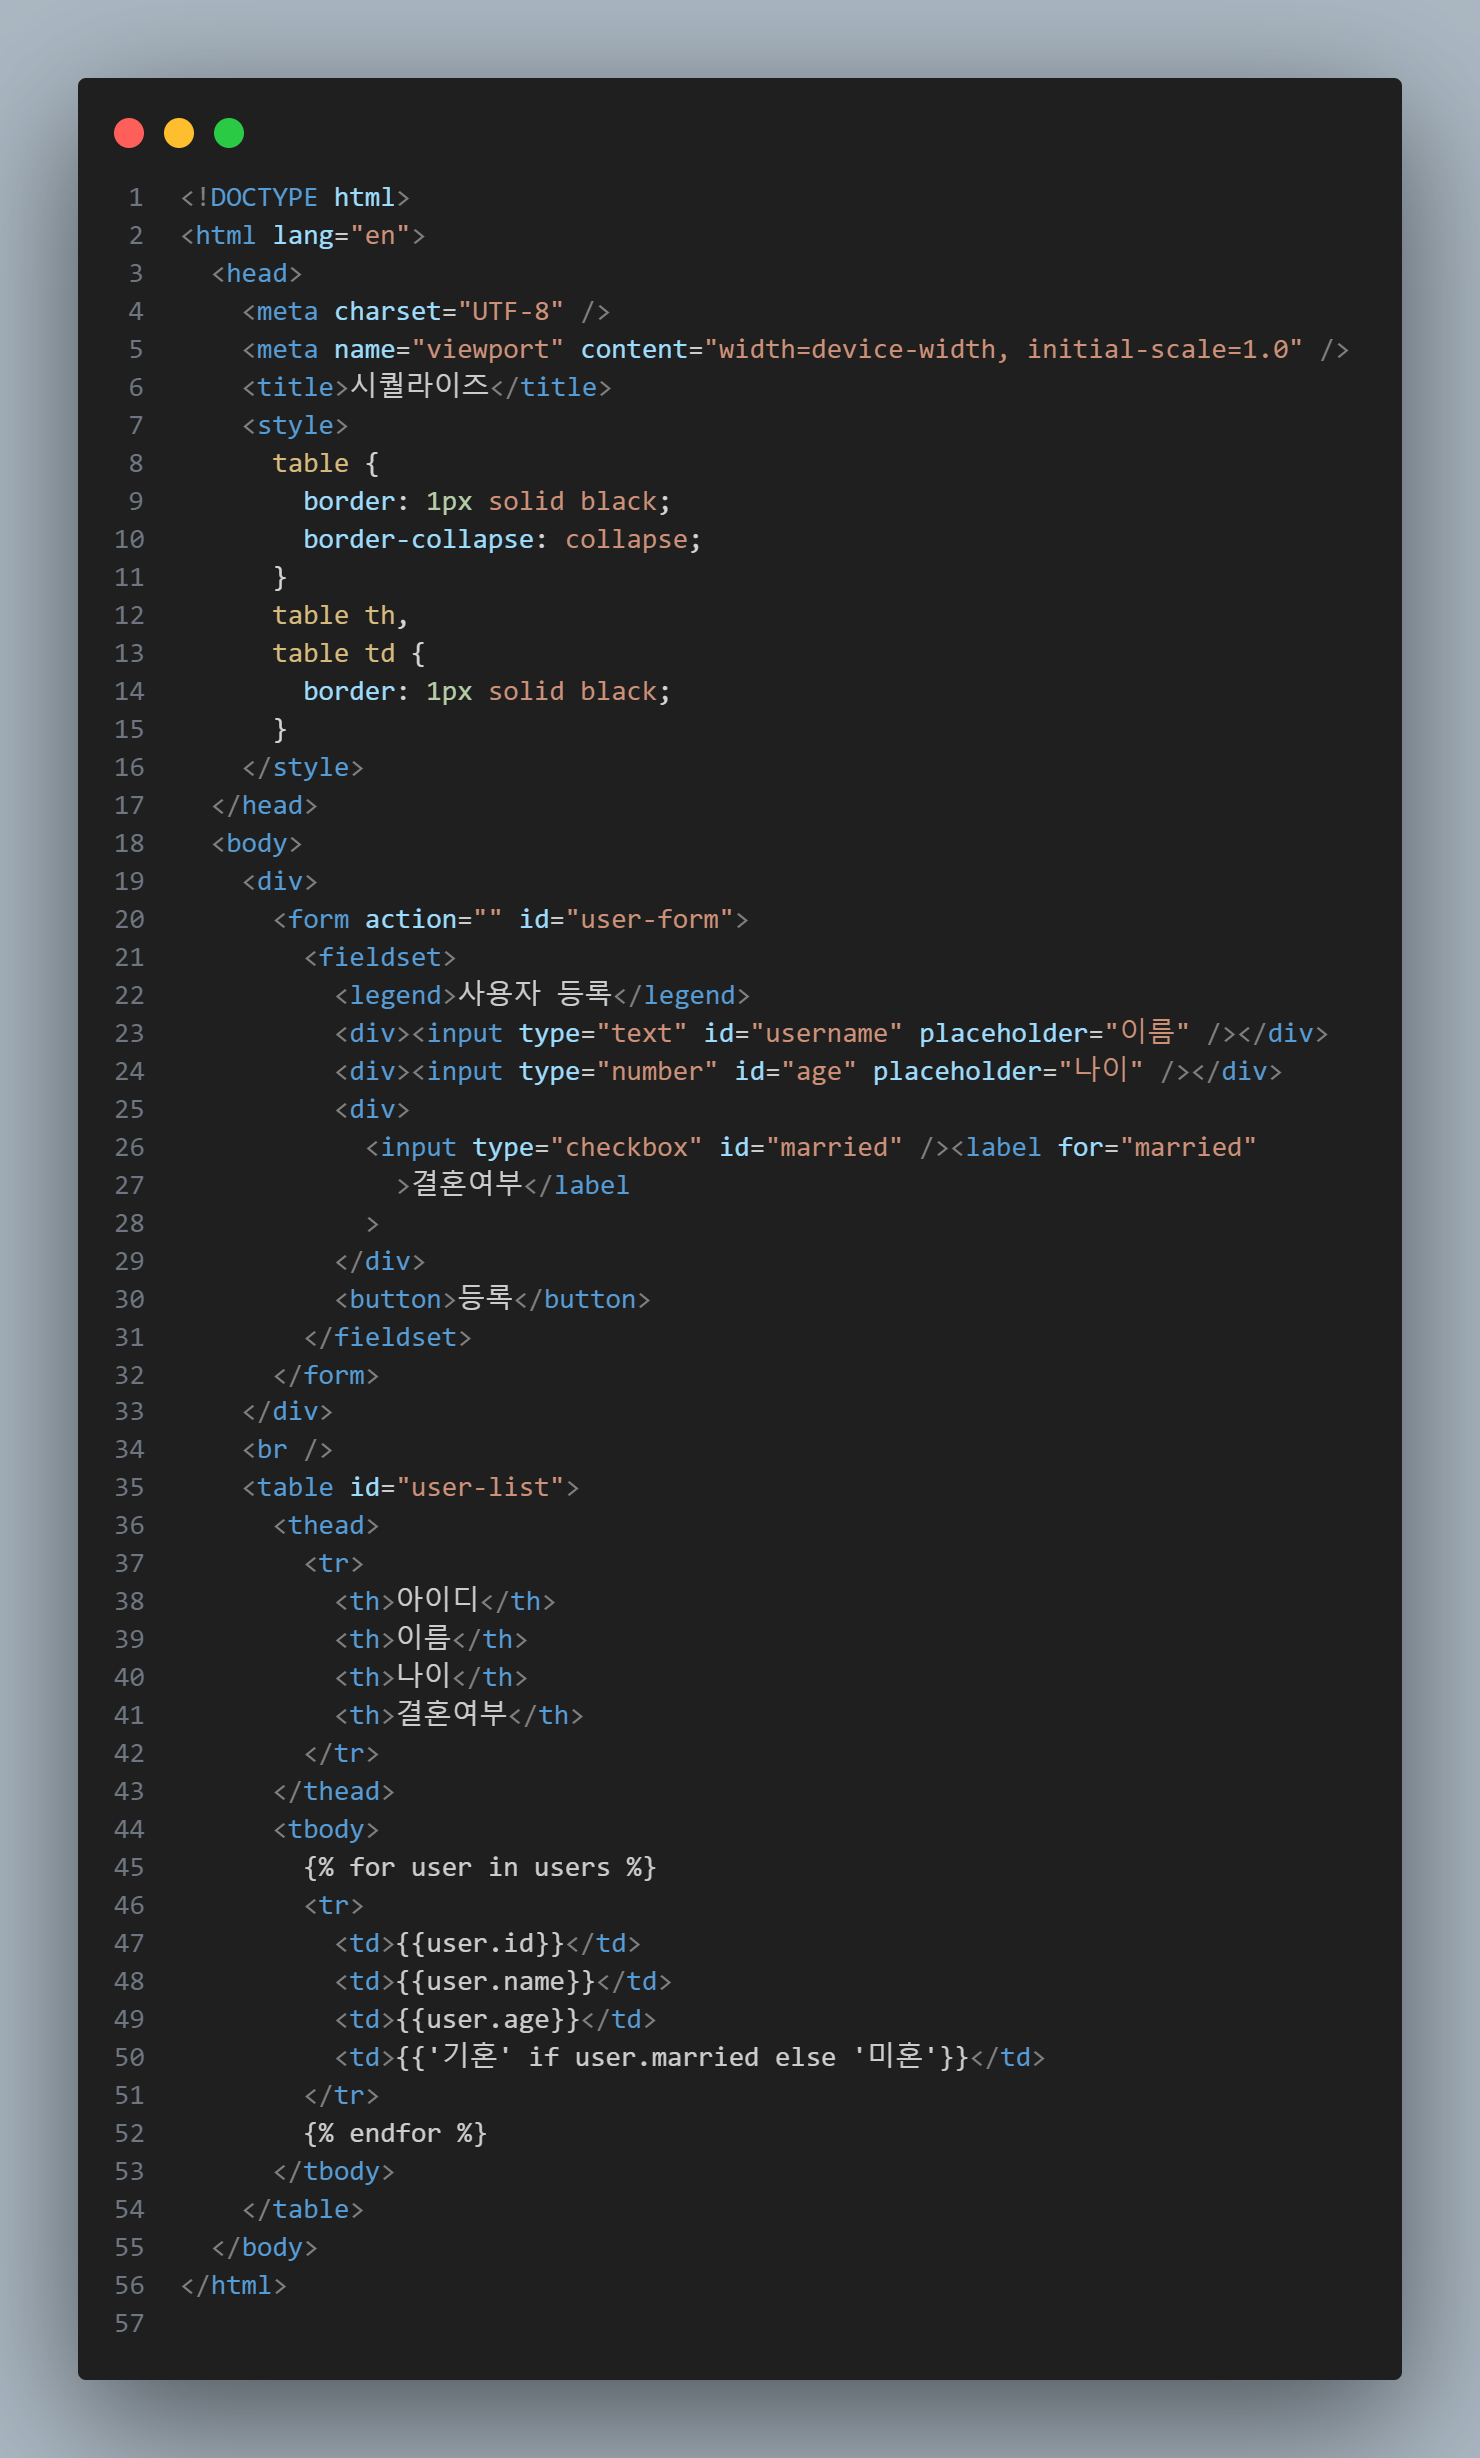 1 <!DOCTYPE html>
2 <html lang="en">
3   <head>
4     <meta charset="UTF-8" />
5     <meta name="viewport" content="width=device-width, initial-scale=1.0" />
6     <title>시퀄라이즈</title>
7     <style>
8       table {
9         border: 1px solid black;
10         border-collapse: collapse;
11       }
12       table th,
13       table td {
14         border: 1px solid black;
15       }
16     </style>
17   </head>
18   <body>
19     <div>
20       <form action="" id="user-form">
21         <fieldset>
22           <legend>사용자 등록</legend>
23           <div><input type="text" id="username" placeholder="이름" /></div>
24           <div><input type="number" id="age" placeholder="나이" /></div>
25           <div>
26             <input type="checkbox" id="married" /><label for="married"
27               >결혼여부</label
28             >
29           </div>
30           <button>등록</button>
31         </fieldset>
32       </form>
33     </div>
34     <br />
35     <table id="user-list">
36       <thead>
37         <tr>
38           <th>아이디</th>
39           <th>이름</th>
40           <th>나이</th>
41           <th>결혼여부</th>
42         </tr>
43       </thead>
44       <tbody>
45         {% for user in users %}
46         <tr>
47           <td>{{user.id}}</td>
48           <td>{{user.name}}</td>
49           <td>{{user.age}}</td>
50           <td>{{'기혼' if user.married else '미혼'}}</td>
51         </tr>
52         {% endfor %}
53       </tbody>
54     </table>
55   </body>
56 </html>
57